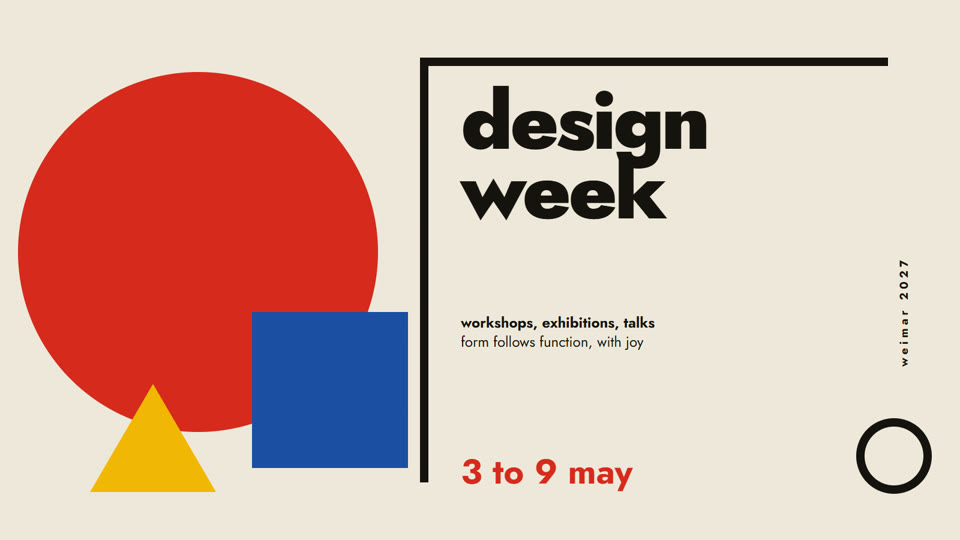 design
week
workshops, exhibitions, talks
form follows function, with joy
weimar 2027
3 to 9 may